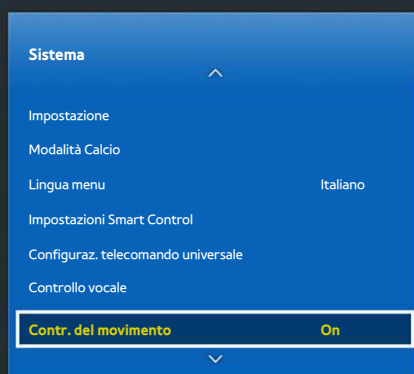 Sistema
Impostazione
Modalità Calcio
Lingua menu Italiano
Impostazioni Smart Control
Configuraz. telecomando universale
Controllo vocale
Contr. del movimento On